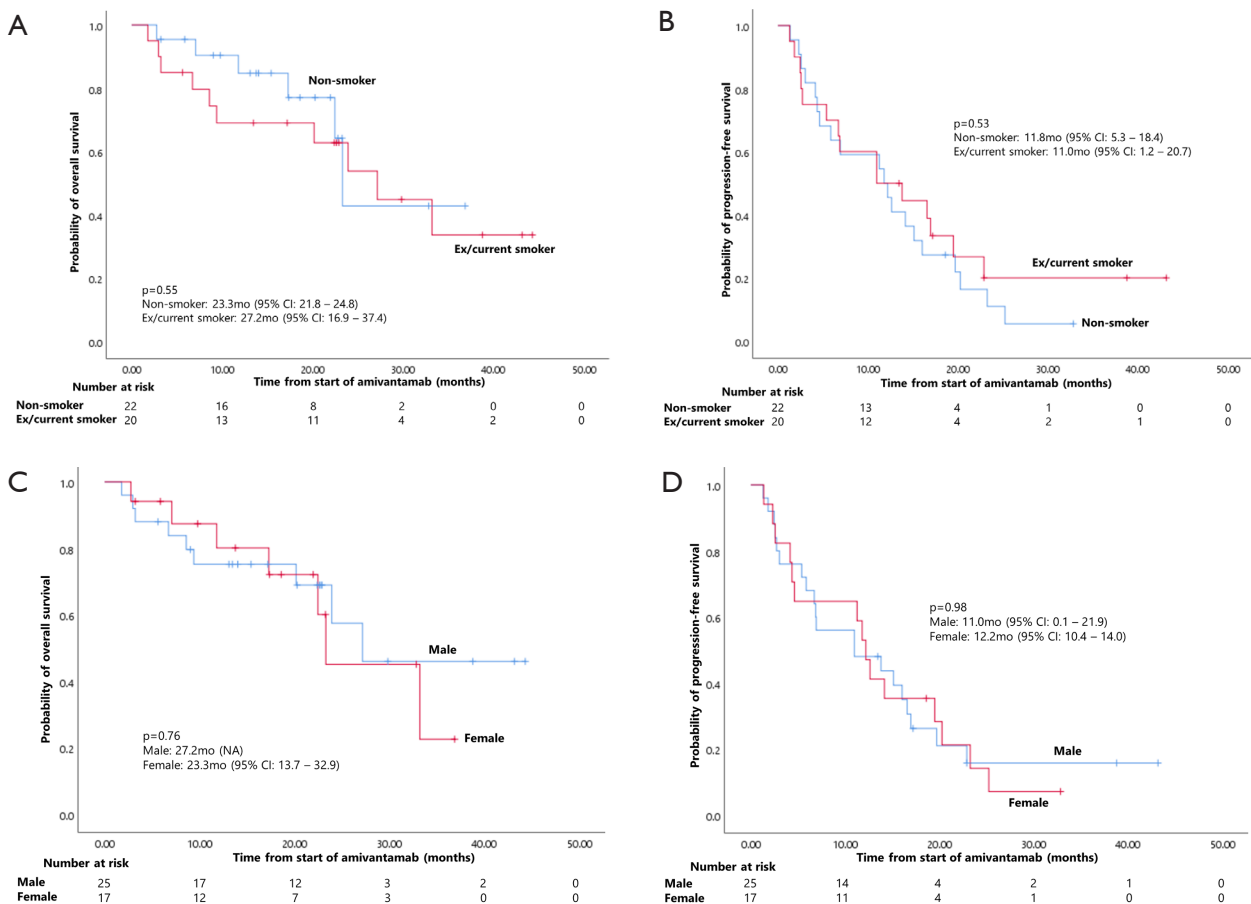 A
Probability of overall survival
1.0
0.8
0.6
0.4
0.2
0.0
Non-smoker
Ex/current smoker
p=0.55
Non-smoker: 23.3mo (95% CI: 21.8 – 24.8)
Ex/current smoker: 27.2mo (95% CI: 16.9 – 37.4)
0.00 10.00 20.00 30.00 40.00 50.00
Time from start of amivantamab (months)
Number at risk
Non-smoker 22 16 8 2 0 0
Ex/current smoker 20 13 11 4 2 0
B
Probability of progression-free survival
1.0
0.8
0.6
0.4
0.2
0.0
p=0.53
Non-smoker: 11.8mo (95% CI: 5.3 – 18.4)
Ex/current smoker: 11.0mo (95% CI: 1.2 – 20.7)
Ex/current smoker
Non-smoker
0.00 10.00 20.00 30.00 40.00 50.00
Time from start of amivantamab (months)
Number at risk
Non-smoker 22 13 4 1 0 0
Ex/current smoker 20 12 4 2 1 0
C
Probability of overall survival
1.0
0.8
0.6
0.4
0.2
0.0
Male
Female
p=0.76
Male: 27.2mo (NA)
Female: 23.3mo (95% CI: 13.7 – 32.9)
0.00 10.00 20.00 30.00 40.00 50.00
Time from start of amivantamab (months)
Number at risk
Male 25 17 12 3 2 0
Female 17 12 7 3 0 0
D
Probability of progression-free survival
1.0
0.8
0.6
0.4
0.2
0.0
p=0.98
Male: 11.0mo (95% CI: 0.1 – 21.9)
Female: 12.2mo (95% CI: 10.4 – 14.0)
Male
Female
0.00 10.00 20.00 30.00 40.00 50.00
Time from start of amivantamab (months)
Number at risk
Male 25 14 4 2 1 0
Female 17 11 4 1 0 0